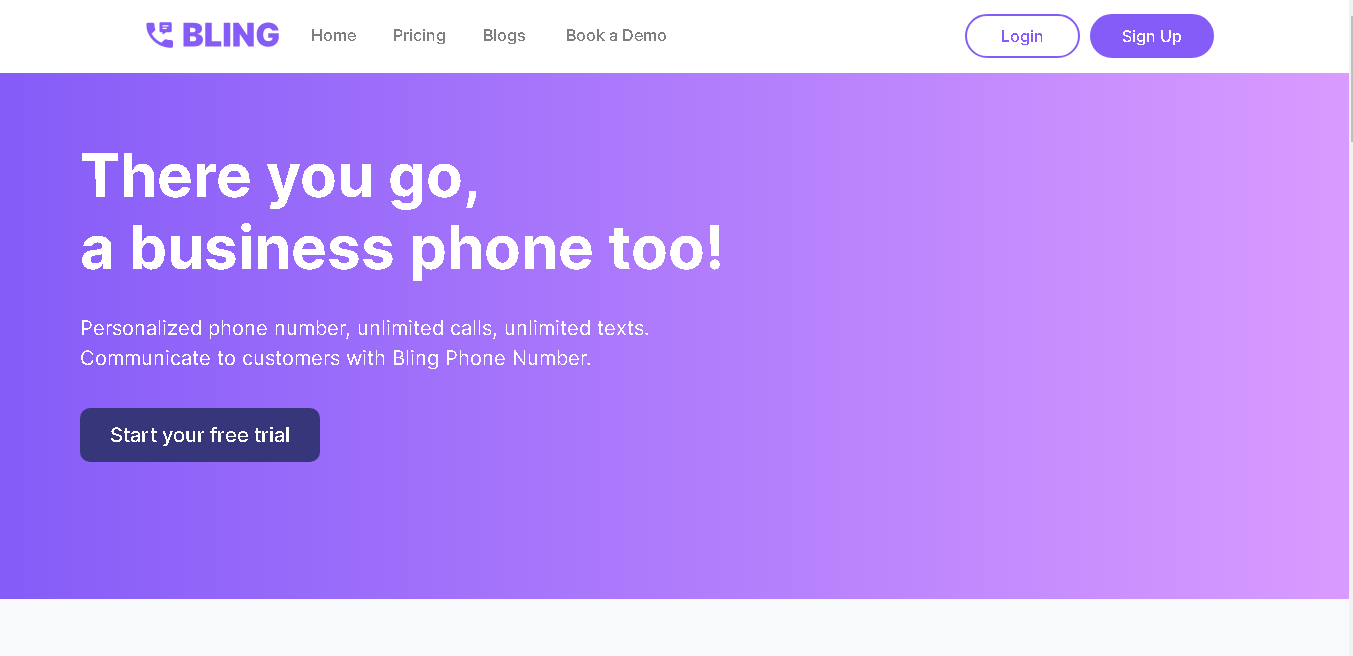 BLING
Home
Pricing
Blogs
Book a Demo
Login
Sign Up
There you go,
a business phone too!
Personalized phone number, unlimited calls, unlimited texts.
Communicate to customers with Bling Phone Number.
Start your free trial